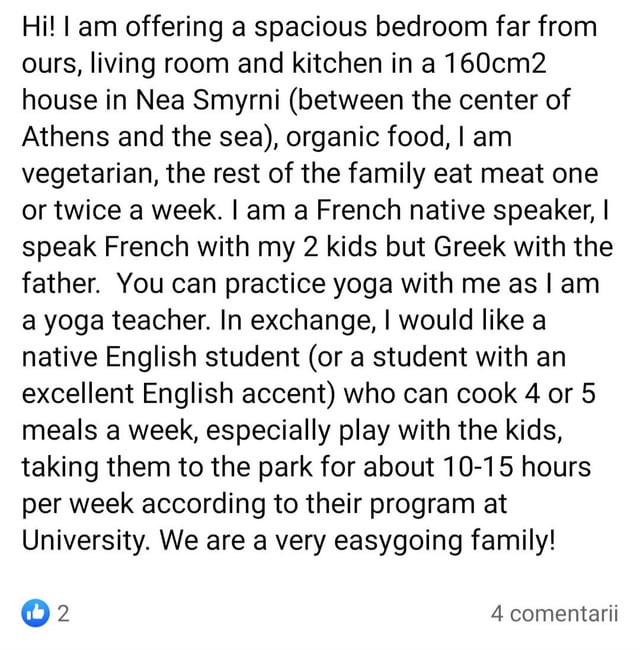 Hi! I am offering a spacious bedroom far from
ours, living room and kitchen in a 160cm2
house in Nea Smyrni (between the center of
Athens and the sea), organic food, I am
vegetarian, the rest of the family eat meat one
or twice a week. I am a French native speaker, I
speak French with my 2 kids but Greek with the
father.  You can practice yoga with me as I am
a yoga teacher. In exchange, I would like a
native English student (or a student with an
excellent English accent) who can cook 4 or 5
meals a week, especially play with the kids,
taking them to the park for about 10-15 hours
per week according to their program at
University. We are a very easygoing family!
2
4 comentarii